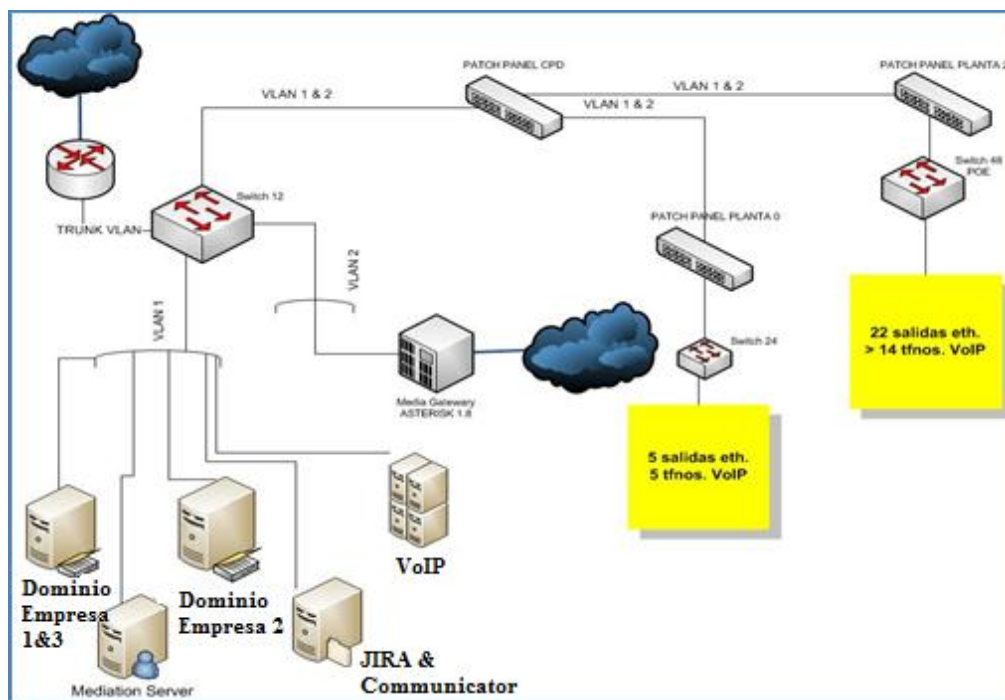 PATCH PANEL CPD
PATCH PANEL PLANTA 2
VLAN 1 & 2
VLAN 1 & 2
VLAN 1 & 2
Switch 12
Switch 48
POE
TRUNK VLAN
PATCH PANEL PLANTA 0
VLAN 2
VLAN 1
22 salidas eth.
> 14 tfnos. VoIP
Switch 24
Media Gatewary
ASTERISK 1.8
5 salidas eth.
5 tfnos. VoIP
VoIP
Dominio
Empresa
1&3
Dominio
Empresa 2
JIRA &
Communicator
Mediation Server